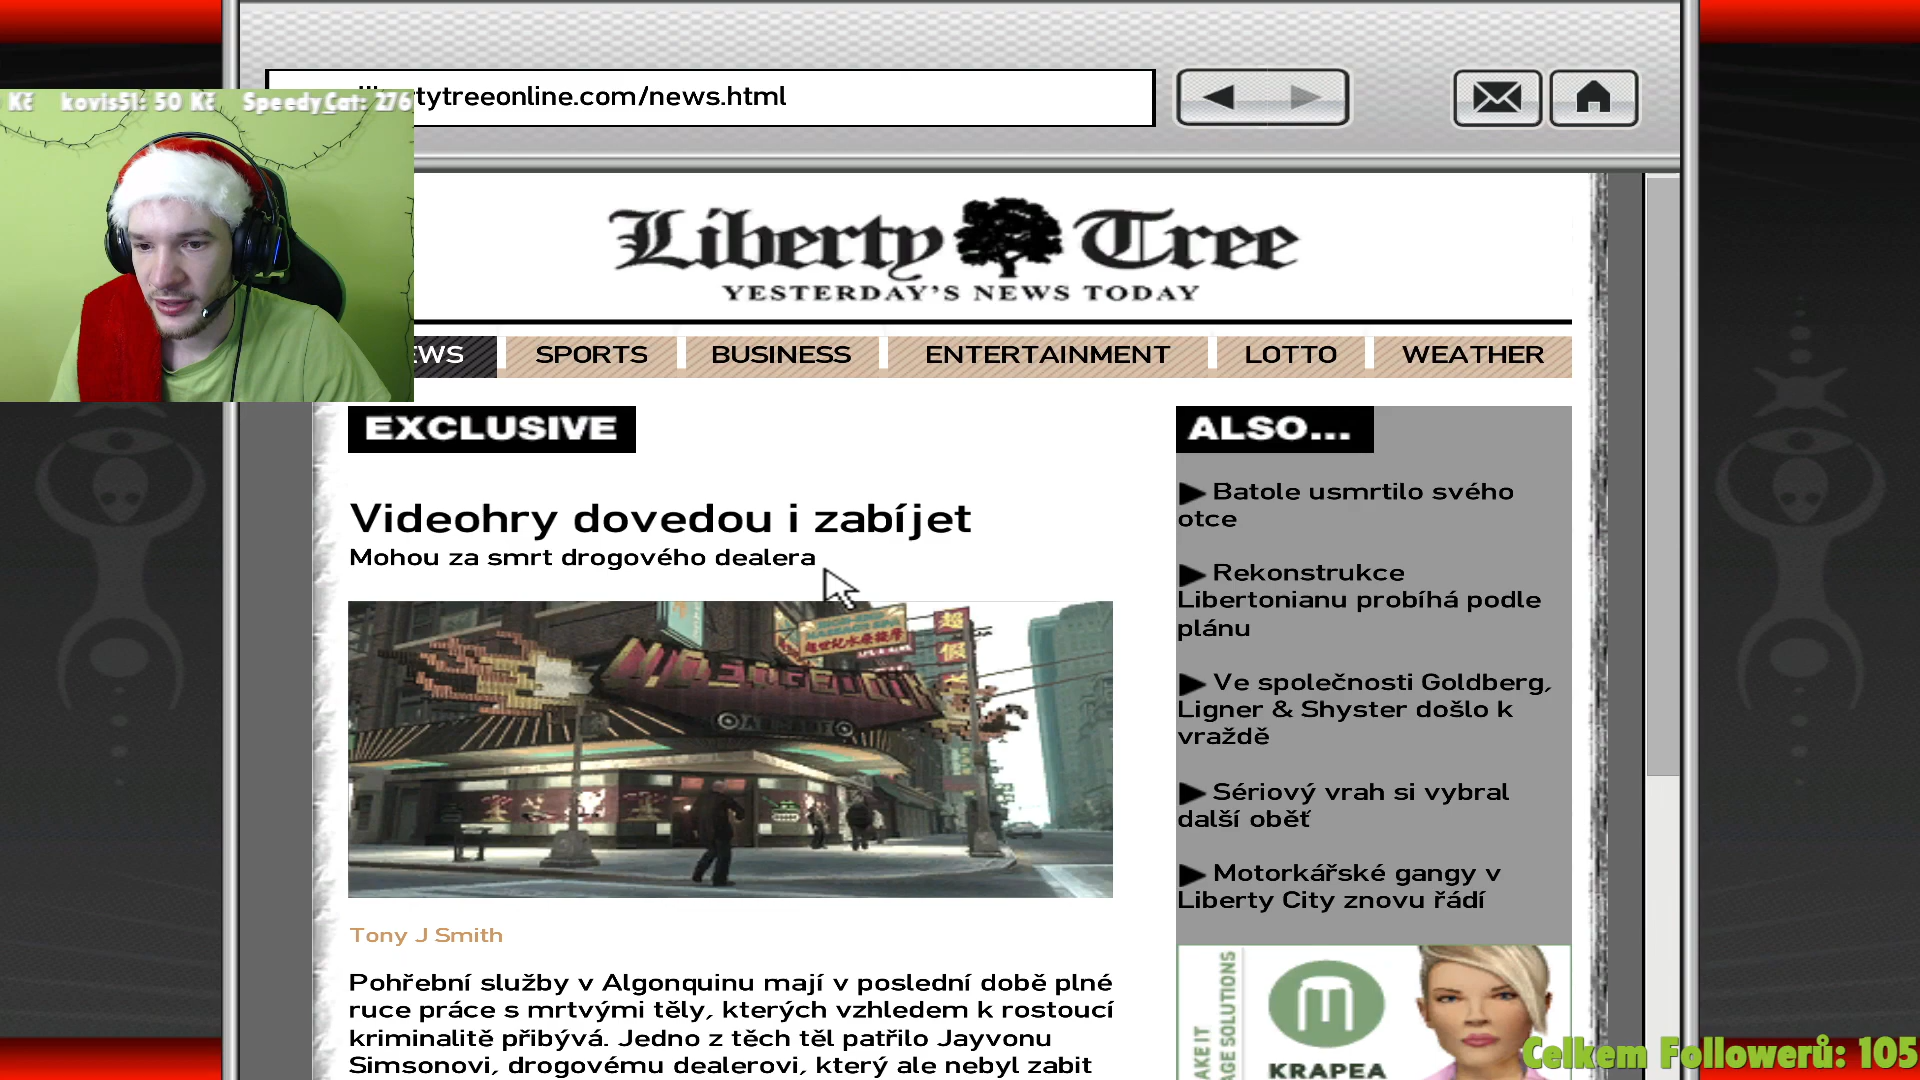 libertytreeonline.com/news.html
Kč kovis51: 50 Kč SpeedyCat: 276
Liberty Tree
YESTERDAY'S NEWS TODAY
EWS SPORTS BUSINESS ENTERTAINMENT LOTTO WEATHER
EXCLUSIVE
Videohry dovedou i zabíjet
Mohou za smrt drogového dealera
Tony J Smith
Pohřební služby v Algonquinu mají v poslední době plné
ruce práce s mrtvými těly, kterých vzhledem k rostoucí
kriminalitě přibývá. Jedno z těch těl patřilo Jayvonu
Simsonovi, drogovému dealerovi, který ale nebyl zabit
ALSO...
Batole usmrtilo svého
otce
Rekonstrukce
Libertonianu probíhá podle
plánu
Ve společnosti Goldberg,
Ligner & Shyster došlo k
vraždě
Sériový vrah si vybral
další oběť
Motorkářské gangy v
Liberty City znovu řádí
KRAPEA
Celkem Followerů: 105